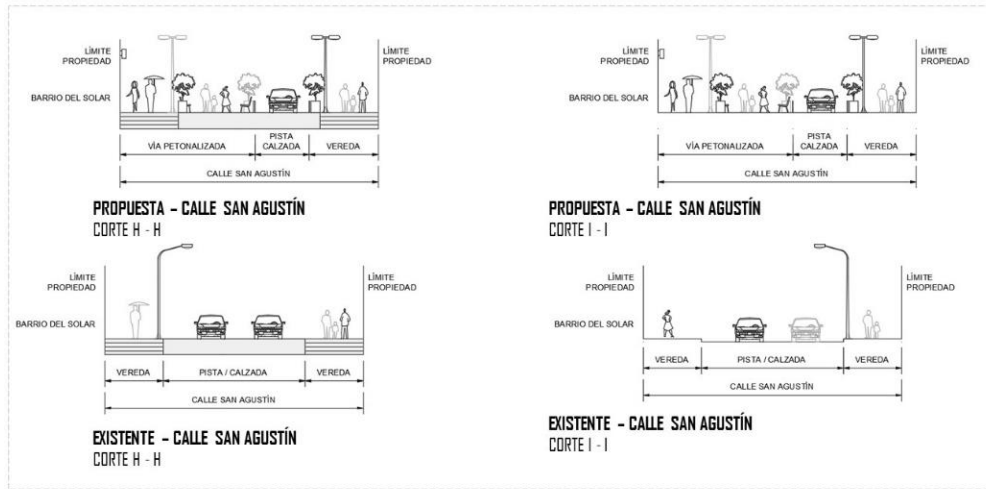 LÍMITE
PROPIEDAD
LÍMITE
PROPIEDAD
BARRIO DEL SOLAR
VÍA PETONALIZADA
PISTA
CALZADA
VEREDA
CALLE SAN AGUSTÍN
PROPUESTA - CALLE SAN AGUSTÍN
CORTE H - H
LÍMITE
PROPIEDAD
LÍMITE
PROPIEDAD
BARRIO DEL SOLAR
VÍA PETONALIZADA
PISTA
CALZADA
VEREDA
CALLE SAN AGUSTÍN
PROPUESTA - CALLE SAN AGUSTÍN
CORTE I - I
LÍMITE
PROPIEDAD
LÍMITE
PROPIEDAD
BARRIO DEL SOLAR
VEREDA
PISTA / CALZADA
VEREDA
CALLE SAN AGUSTÍN
EXISTENTE - CALLE SAN AGUSTÍN
CORTE H - H
LÍMITE
PROPIEDAD
LÍMITE
PROPIEDAD
BARRIO DEL SOLAR
VEREDA
PISTA / CALZADA
VEREDA
CALLE SAN AGUSTÍN
EXISTENTE - CALLE SAN AGUSTÍN
CORTE I - I